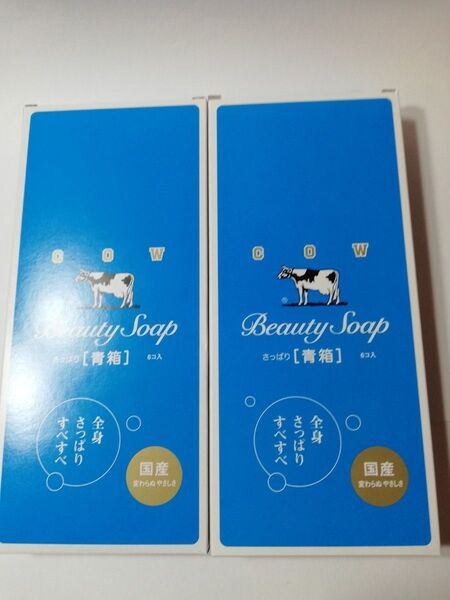 COW
Beauty Soap
さっぱり[青箱] 6コ入
全身
さっぱり
すべすべ
国産
変わらぬ やさしさ
COW
®
Beauty Soap
さっぱり[青箱] 6コ入
全身
さっぱり
すべすべ
国産
変わらぬ やさしさ